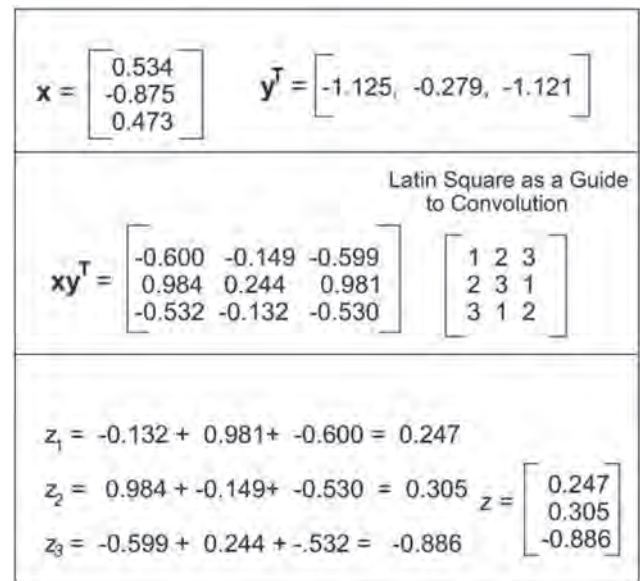 x = [0.534 -0.875 0.473] yᵀ = [-1.125, -0.279, -1.121]
Latin Square as a Guide
to Convolution
xyᵀ =
-0.600 -0.149 -0.599
0.984 0.244 0.981
-0.532 -0.132 -0.530
1 2 3
2 3 1
3 1 2
z₁ = -0.132 + 0.981+ -0.600 = 0.247
z₂ = 0.984 + -0.149+ -0.530 = 0.305
z₃ = -0.599 + 0.244 + -.532 = -0.886
z =
0.247
0.305
-0.886